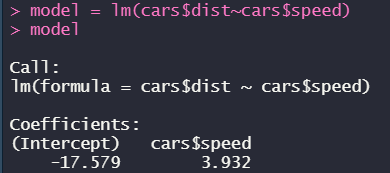 > model = lm(cars$dist~cars$speed)
> model
Call:
lm(formula = cars$dist ~ cars$speed)
Coefficients:
(Intercept)   cars$speed
    -17.579        3.932